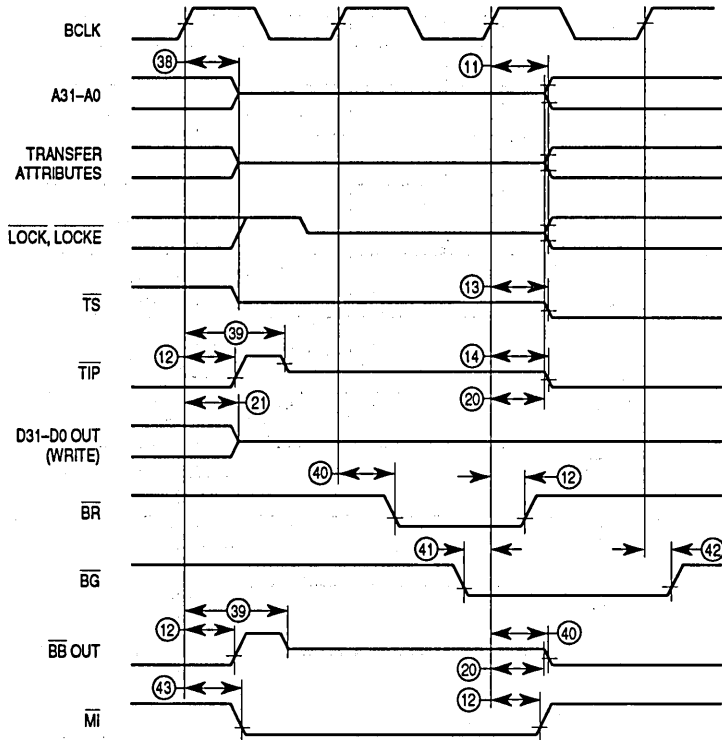 BCLK
38
11
A31–A0
TRANSFER
ATTRIBUTES
LOCK, LOCKE
13
TS
39
12
14
TIP
21
20
D31–D0 OUT
(WRITE)
40
12
BR
41
42
BG
39
12
40
BB OUT
20
43
12
MI